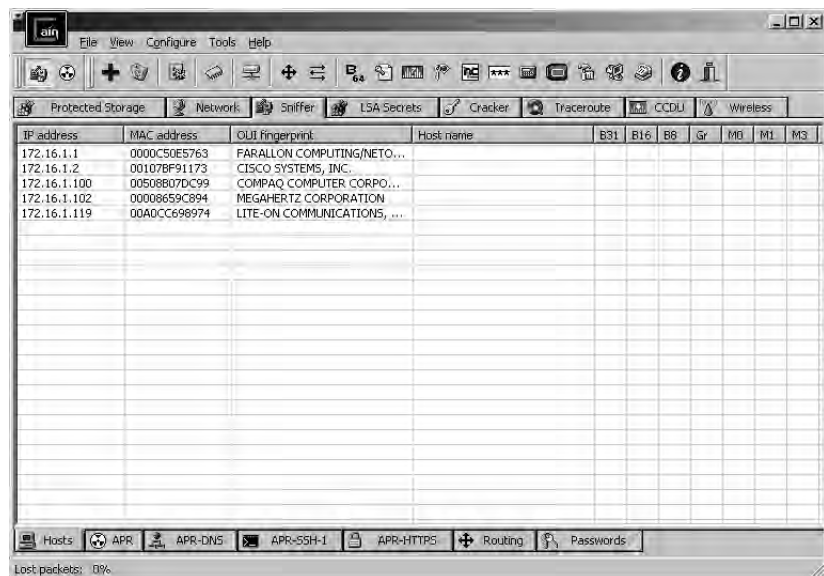 ain
File View Configure Tools Help
B64
Protected Storage Network Sniffer LSA Secrets Cracker Traceroute CCDU Wireless
IP address MAC address OUI fingerprint Host name B31 B16 B8 Gr M0 M1 M3
172.16.1.1 0000C50E5763 FARALLON COMPUTING/NETO...
172.16.1.2 00107BF91173 CISCO SYSTEMS, INC.
172.16.1.100 00508B07DC99 COMPAQ COMPUTER CORPO...
172.16.1.102 00008659C894 MEGAHERTZ CORPORATION
172.16.1.119 00A0CC698974 LITE-ON COMMUNICATIONS, ...
Hosts APR APR-DNS APR-SSH-1 APR-HTTPS Routing Passwords
Lost packets: 0%